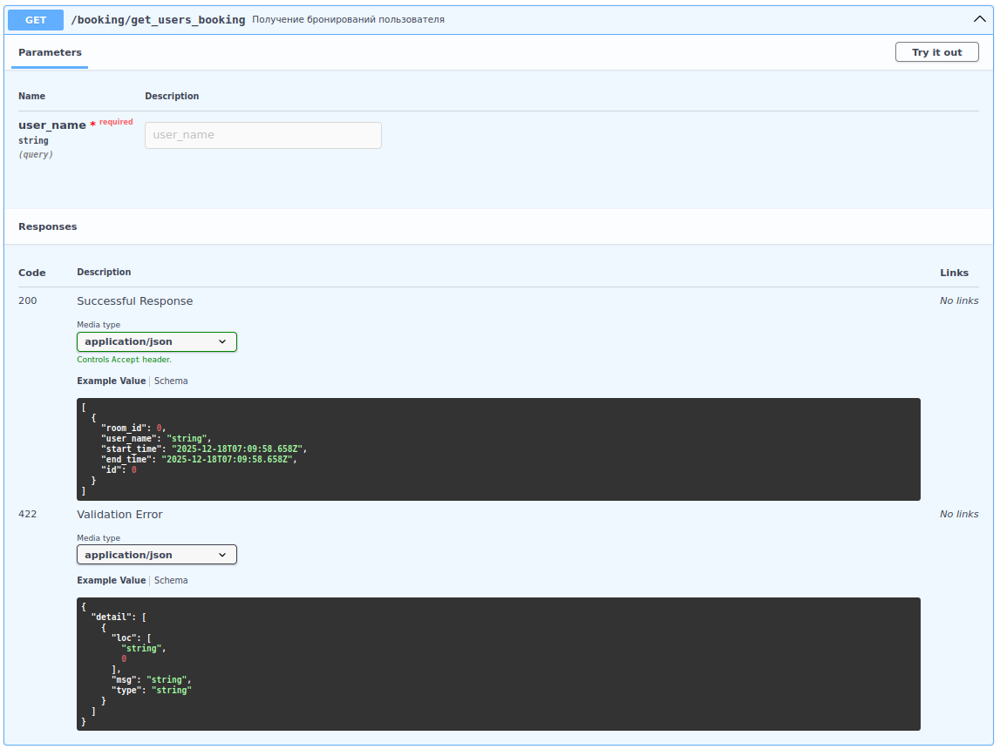 GET /booking/get_users_booking Получение бронирований пользователя
Parameters
Try it out
Name Description
user_name * required
string
(query)
user_name
Responses
Code Description Links
200 Successful Response No links
Media type
application/json
Controls Accept header.
Example Value | Schema
[
  {
    "room_id": 0,
    "user_name": "string",
    "start_time": "2025-12-18T07:09:58.658Z",
    "end_time": "2025-12-18T07:09:58.658Z",
    "id": 0
  }
]
422 Validation Error No links
Media type
application/json
Example Value | Schema
{
  "detail": [
    {
      "loc": [
        "string",
        0
      ],
      "msg": "string",
      "type": "string"
    }
  ]
}